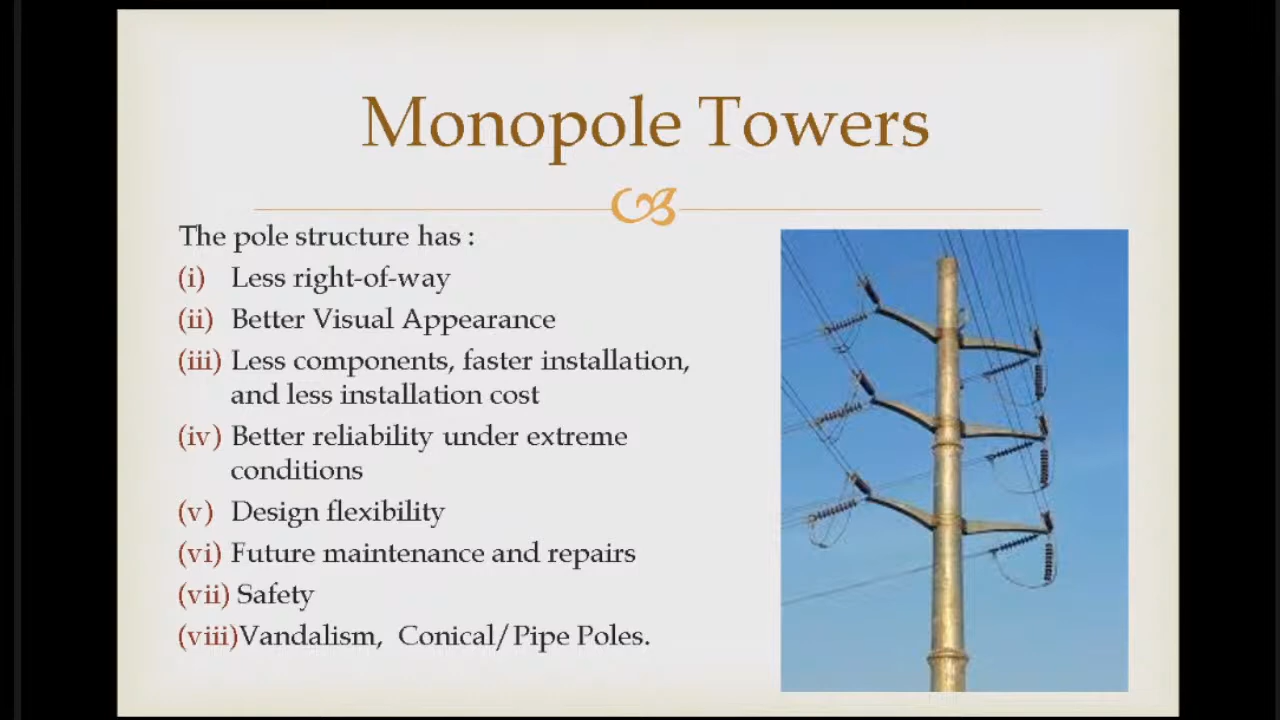 Monopole Towers
The pole structure has :
(i) Less right-of-way
(ii) Better Visual Appearance
(iii) Less components, faster installation,
and less installation cost
(iv) Better reliability under extreme
conditions
(v) Design flexibility
(vi) Future maintenance and repairs
(vii) Safety
(viii)Vandalism, Conical/Pipe Poles.